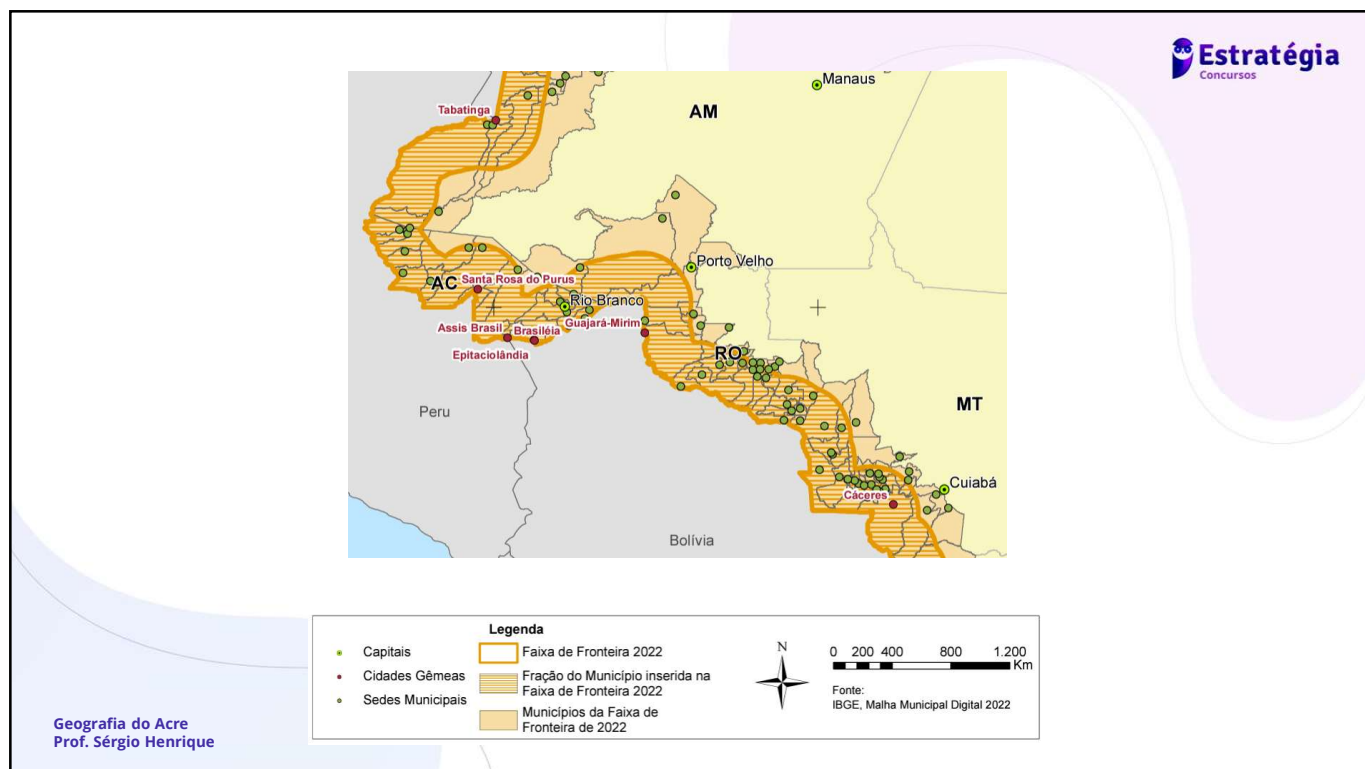 Estratégia
Concursos
Manaus
Tabatinga
AM
Porto Velho
AC
Santa Rosa do Purus
Rio Branco
Assis Brasil
Brasiléia
Guajará-Mirim
Epitaciolândia
RO
MT
Peru
Cuiabá
Cáceres
Bolívia
Legenda
Capitais
Cidades Gêmeas
Sedes Municipais
Faixa de Fronteira 2022
Fração do Município inserida na
Faixa de Fronteira 2022
Municípios da Faixa de
Fronteira de 2022
N
0 200 400 800 1.200
Km
Fonte:
IBGE, Malha Municipal Digital 2022
Geografia do Acre
Prof. Sérgio Henrique